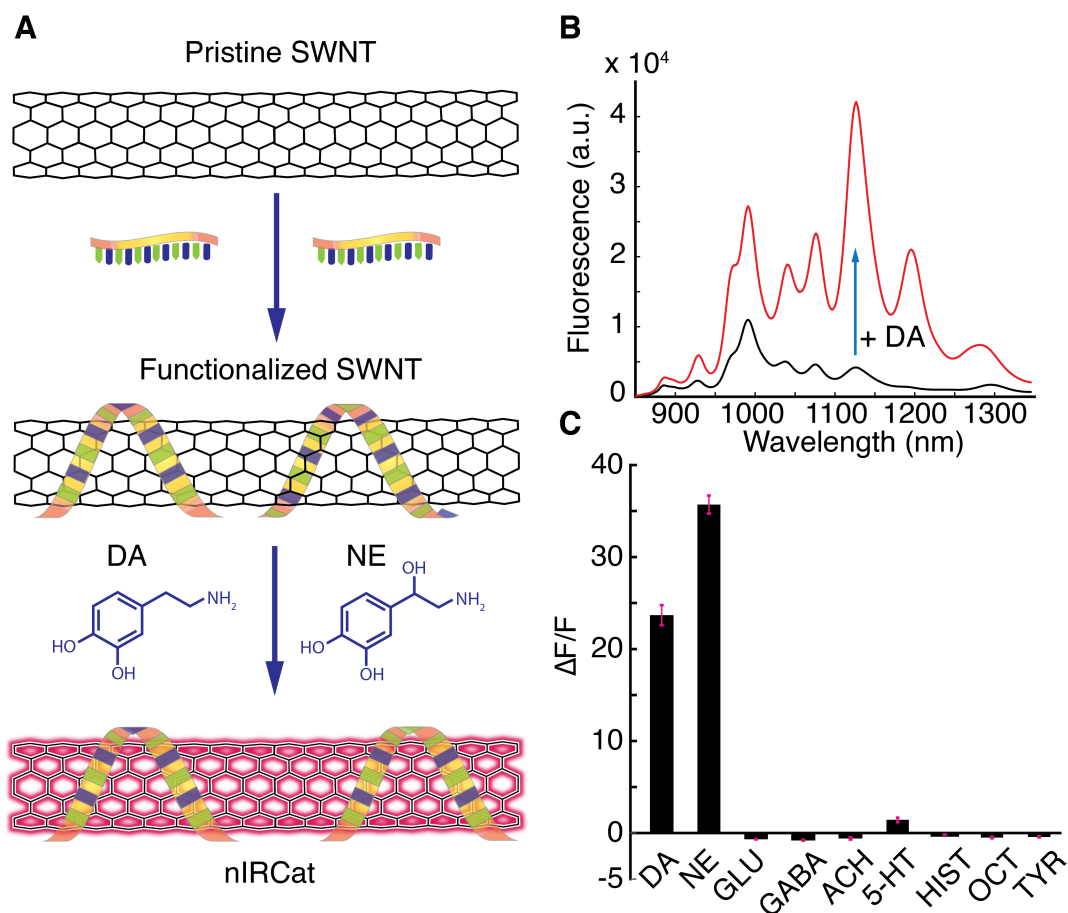 A
Pristine SWNT
Functionalized SWNT
DA
NE
OH
NH2
NH2
HO
OH
HO
OH
nIRCat
B
x 10^4
Fluorescence (a.u.)
4
3
2
1
0
+ DA
900 1000 1100 1200 1300
Wavelength (nm)
C
ΔF/F
40
30
20
10
0
-5
DA NE GLU GABA ACH 5-HT HIST OCT TYR